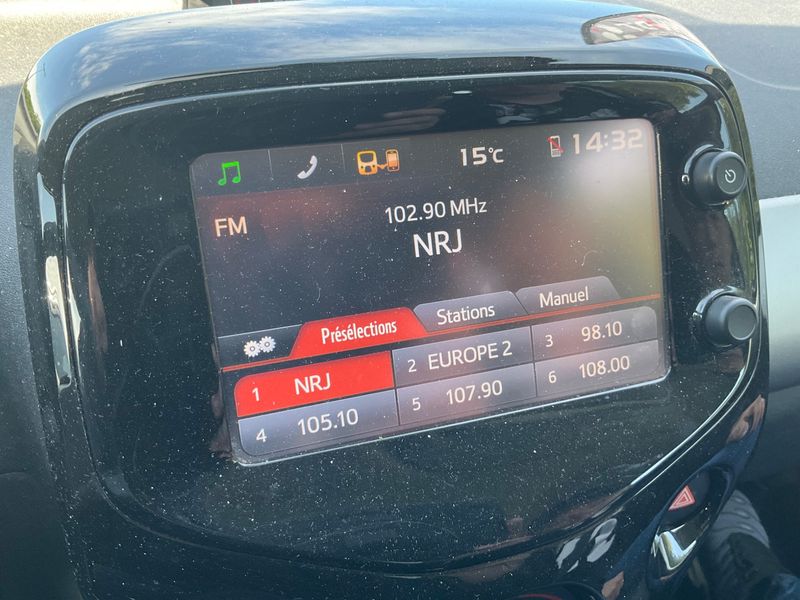 15°C 14:32
FM
102.90 MHz
NRJ
Présélections Stations Manuel
1 NRJ 2 EUROPE 2 3 98.10
4 105.10 5 107.90 6 108.00